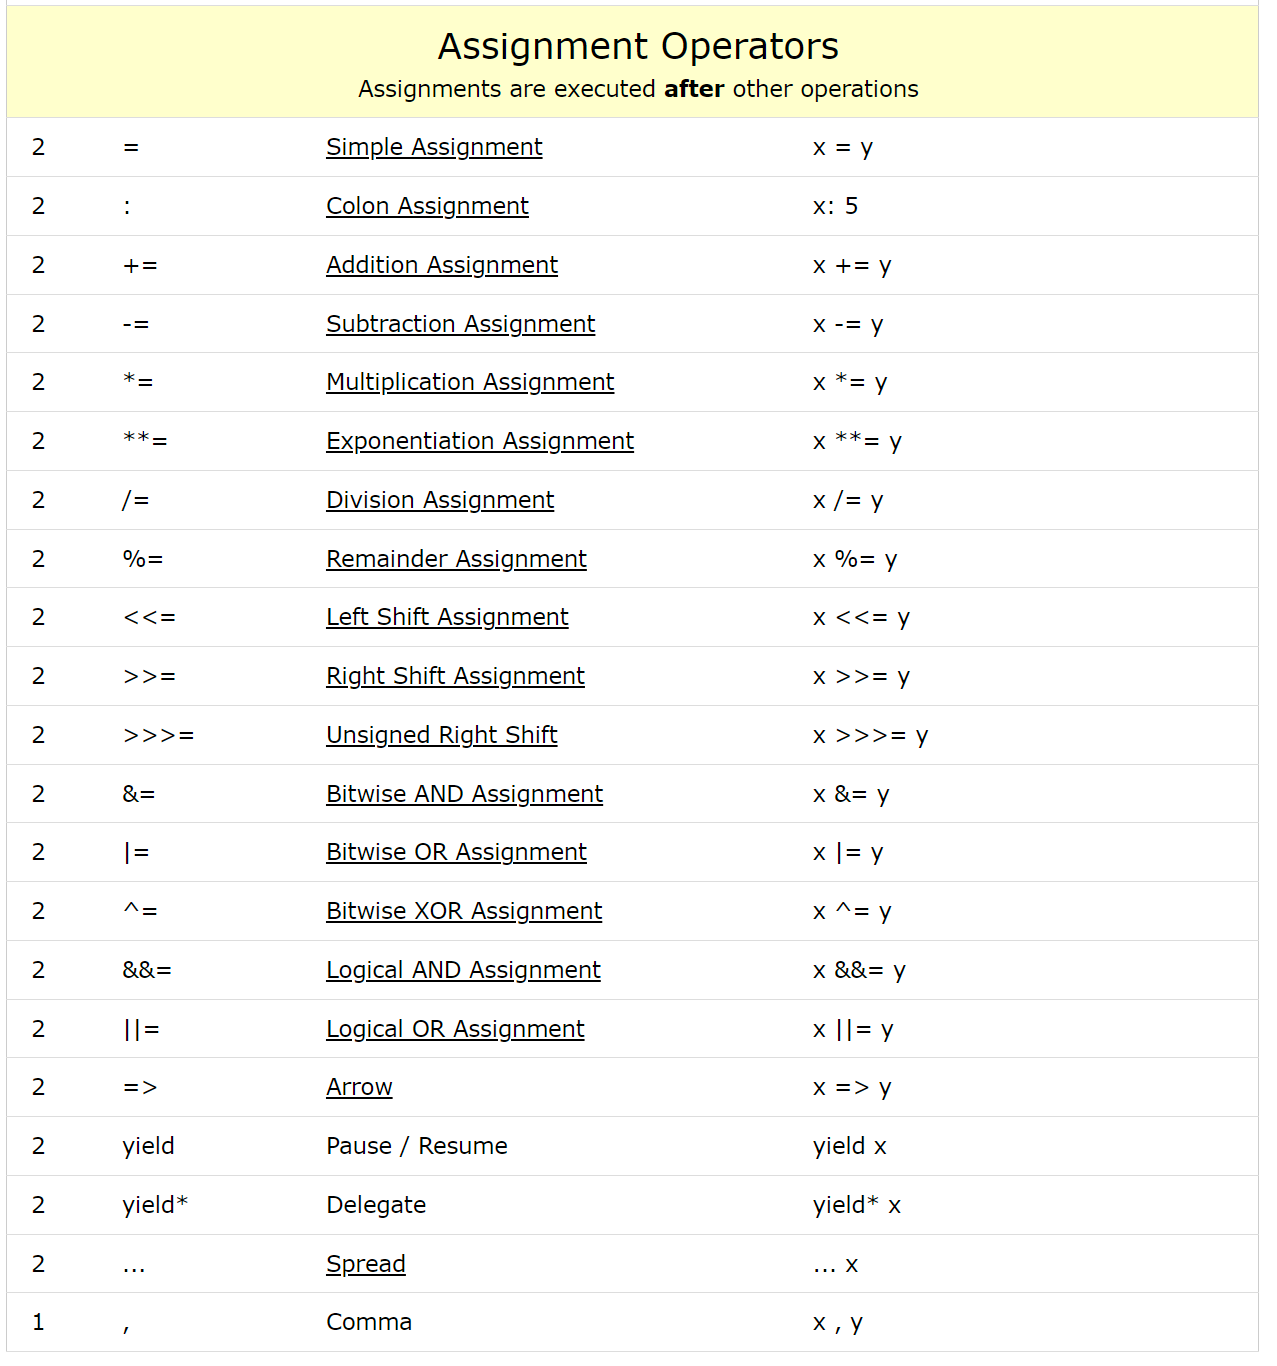 Assignment Operators
Assignments are executed after other operations
2 = Simple Assignment x = y
2 : Colon Assignment x: 5
2 += Addition Assignment x += y
2 -= Subtraction Assignment x -= y
2 *= Multiplication Assignment x *= y
2 **= Exponentiation Assignment x **= y
2 /= Division Assignment x /= y
2 %= Remainder Assignment x %= y
2 <<= Left Shift Assignment x <<= y
2 >>= Right Shift Assignment x >>= y
2 >>>= Unsigned Right Shift x >>>= y
2 &= Bitwise AND Assignment x &= y
2 |= Bitwise OR Assignment x |= y
2 ^= Bitwise XOR Assignment x ^= y
2 &&= Logical AND Assignment x &&= y
2 ||= Logical OR Assignment x ||= y
2 => Arrow x => y
2 yield Pause / Resume yield x
2 yield* Delegate yield* x
2 ... Spread ... x
1 , Comma x , y